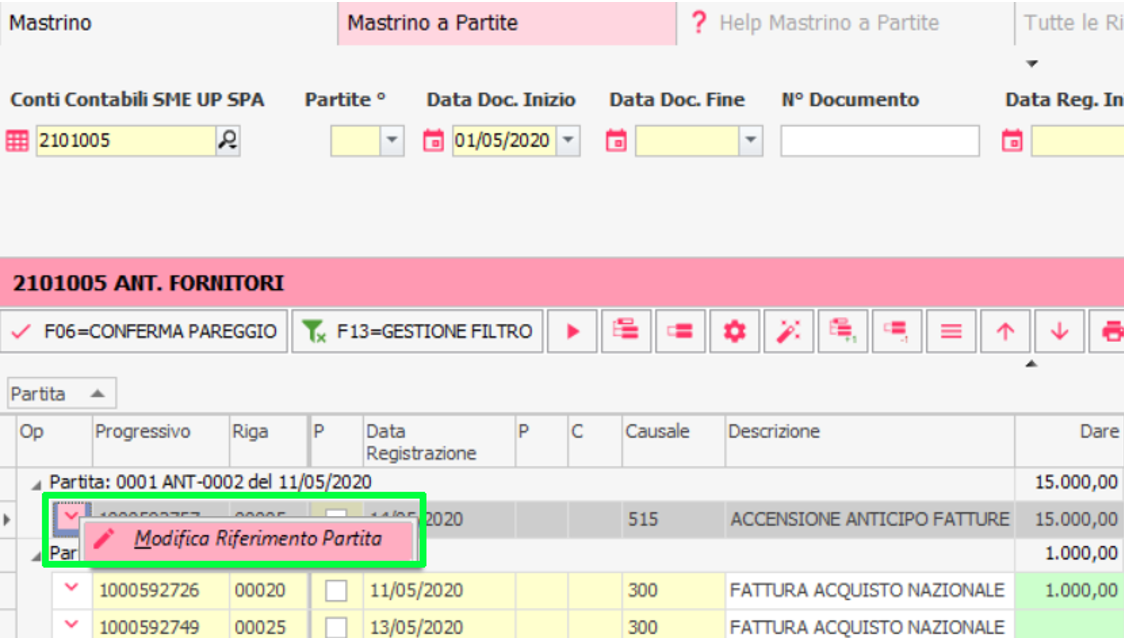 Mastrino Mastrino a Partite ? Help Mastrino a Partite Tutte le Ri
Conti Contabili SME UP SPA Partite ° Data Doc. Inizio Data Doc. Fine N° Documento Data Reg. In
2101005 01/05/2020
2101005 ANT. FORNITORI
F06=CONFERMA PAREGGIO F13=GESTIONE FILTRO
Partita
Op Progressivo Riga P Data Registrazione P C Causale Descrizione Dare
Partita: 0001 ANT-0002 del 11/05/2020 15.000,00
2020 515 ACCENSIONE ANTICIPO FATTURE 15.000,00
Modifica Riferimento Partita
Par 1.000,00
1000592726 00020 11/05/2020 300 FATTURA ACQUISTO NAZIONALE 1.000,00
1000592749 00025 13/05/2020 300 FATTURA ACQUISTO NAZIONALE